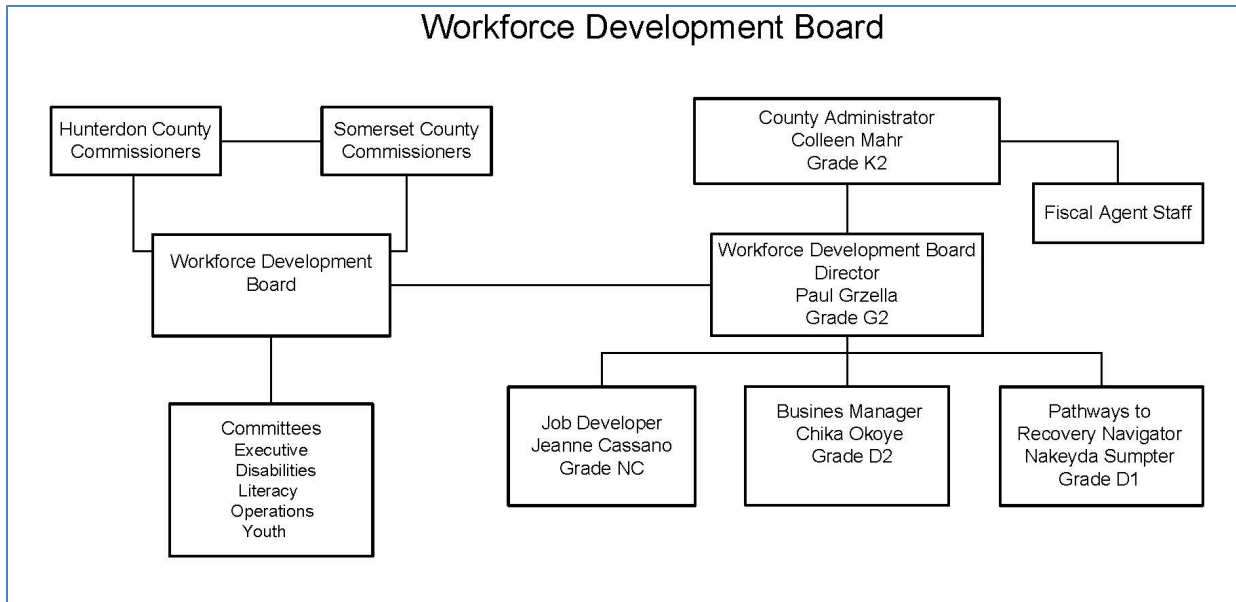 Workforce Development Board
Hunterdon County
Commissioners
Somerset County
Commissioners
County Administrator
Colleen Mahr
Grade K2
Fiscal Agent Staff
Workforce Development
Board
Workforce Development Board
Director
Paul Grzella
Grade G2
Committees
Executive
Disabilities
Literacy
Operations
Youth
Job Developer
Jeanne Cassano
Grade NC
Busines Manager
Chika Okoye
Grade D2
Pathways to
Recovery Navigator
Nakeyda Sumpter
Grade D1